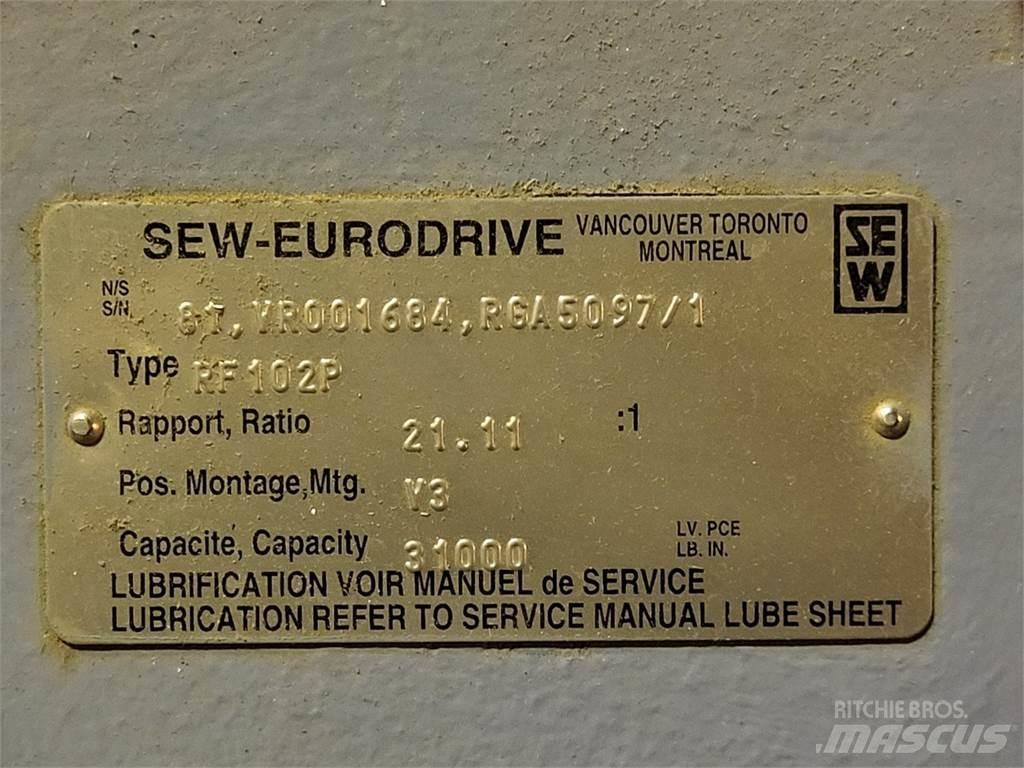 SEW-EURODRIVE VANCOUVER TORONTO MONTREAL
SEW
N/S
S/N 87,YR001684,RGA5097/1
Type RF102P
Rapport, Ratio 21.11 :1
Pos. Montage,Mtg. V3
Capacité, Capacity 31000 LV. PCE
LB. IN.
LUBRIFICATION VOIR MANUEL de SERVICE
LUBRICATION REFER TO SERVICE MANUAL LUBE SHEET
RITCHIE BROS.
MASCUS